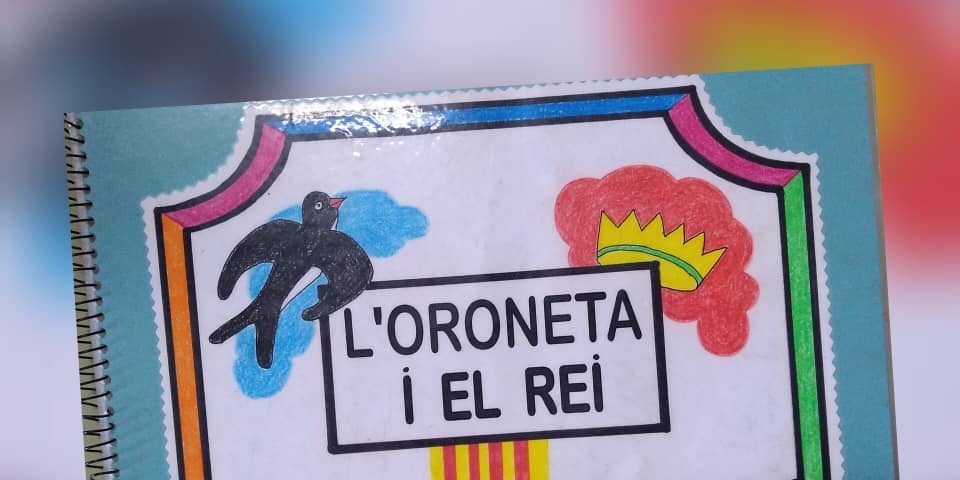 L'ORONETA
i EL REi